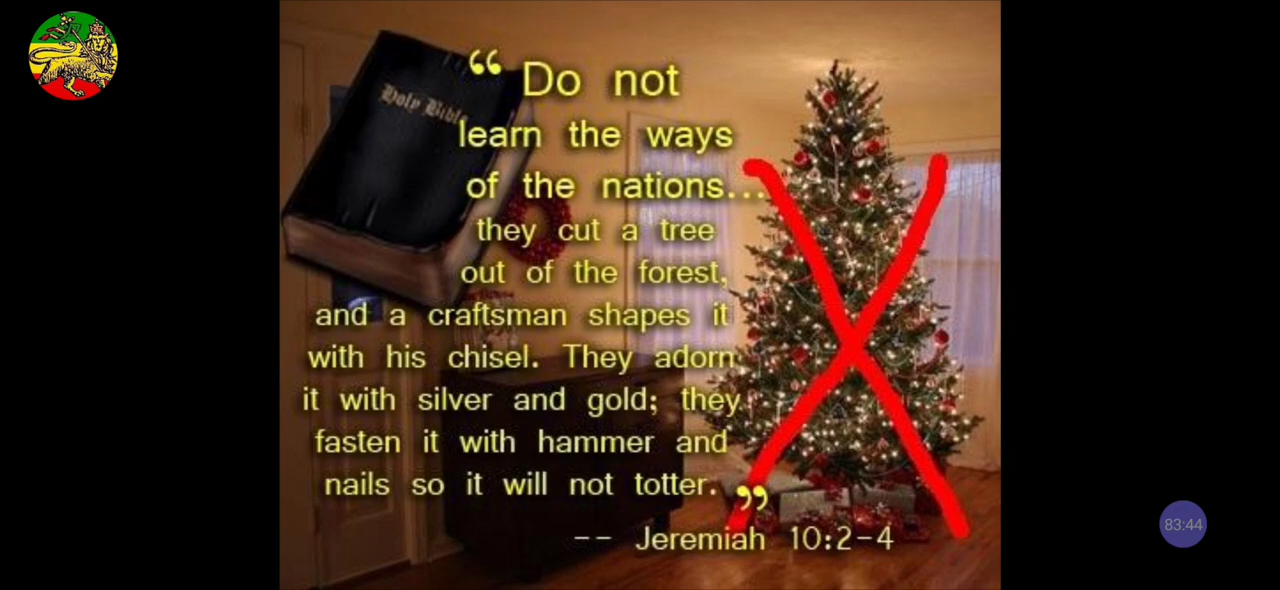 Holy Bible
“ Do not
learn the ways
of the nations...
they cut a tree
out of the forest,
and a craftsman shapes it
with his chisel. They adorn
it with silver and gold; they
fasten it with hammer and
nails so it will not totter. ”
-- Jeremiah 10:2-4
83:44